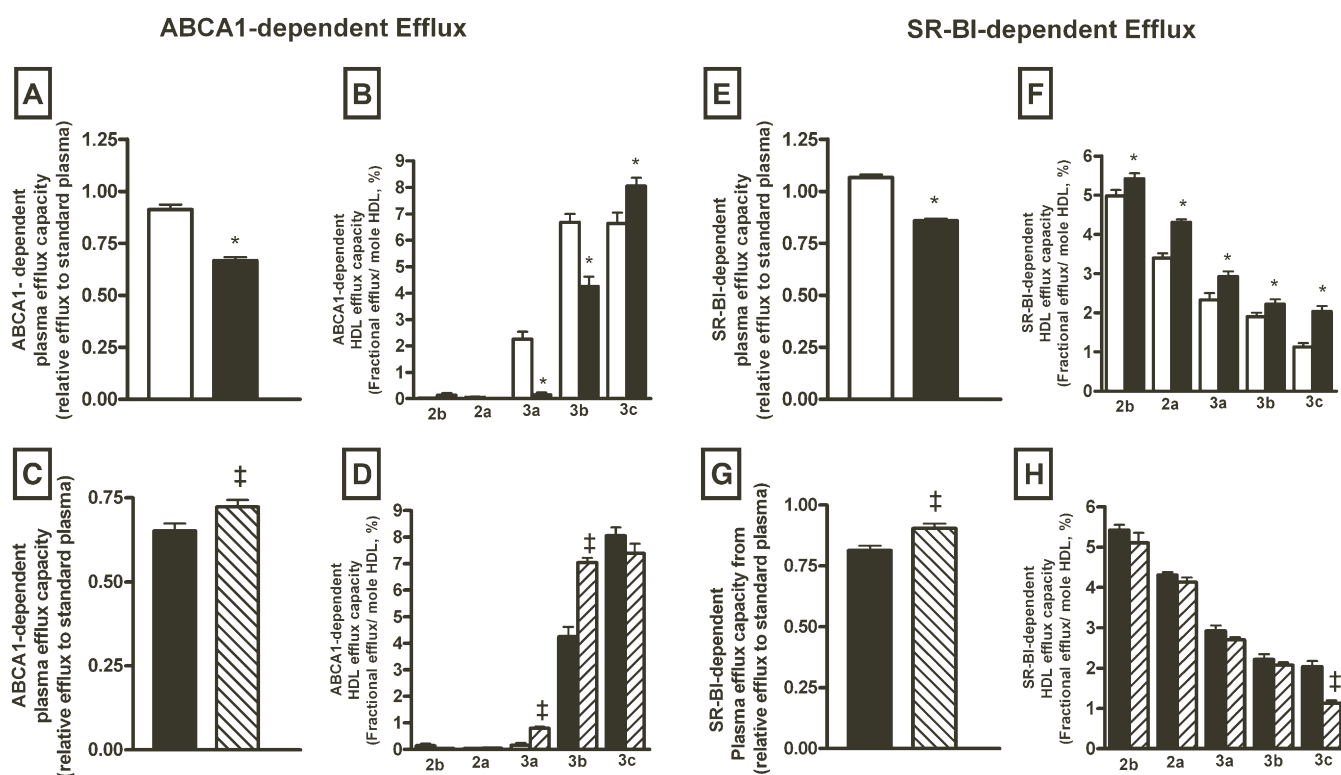 ABCA1-dependent Efflux
SR-BI-dependent Efflux
A
ABCA1- dependent
plasma efflux capacity
(relative efflux to standard plasma)
1.25
1.00
0.75
0.50
0.25
0.00
*
B
ABCA1-dependent
HDL efflux capacity
(Fractional efflux/ mole HDL, %)
9
8
7
6
5
4
3
2
1
0
*
*
*
2b 2a 3a 3b 3c
E
SR-BI-dependent
plasma efflux capacity
(relative efflux to standard plasma)
1.25
1.00
0.75
0.50
0.25
0.00
*
F
SR-BI-dependent
HDL efflux capacity
(Fractional efflux/ mole HDL, %)
6
5
4
3
2
1
0
*
*
*
*
*
2b 2a 3a 3b 3c
C
ABCA1-dependent
plasma efflux capacity
(relative efflux to standard plasma)
0.75
0.50
0.25
0.00
‡
D
ABCA1-dependent
HDL efflux capacity
(Fractional efflux/ mole HDL, %)
9
8
7
6
5
4
3
2
1
0
‡
‡
2b 2a 3a 3b 3c
G
SR-BI-dependent
Plasma efflux capacity from
(relative efflux to standard plasma)
1.00
0.75
0.50
0.25
0.00
‡
H
SR-BI-dependent
HDL efflux capacity
(Fractional efflux/ mole HDL, %)
6
5
4
3
2
1
0
‡
2b 2a 3a 3b 3c